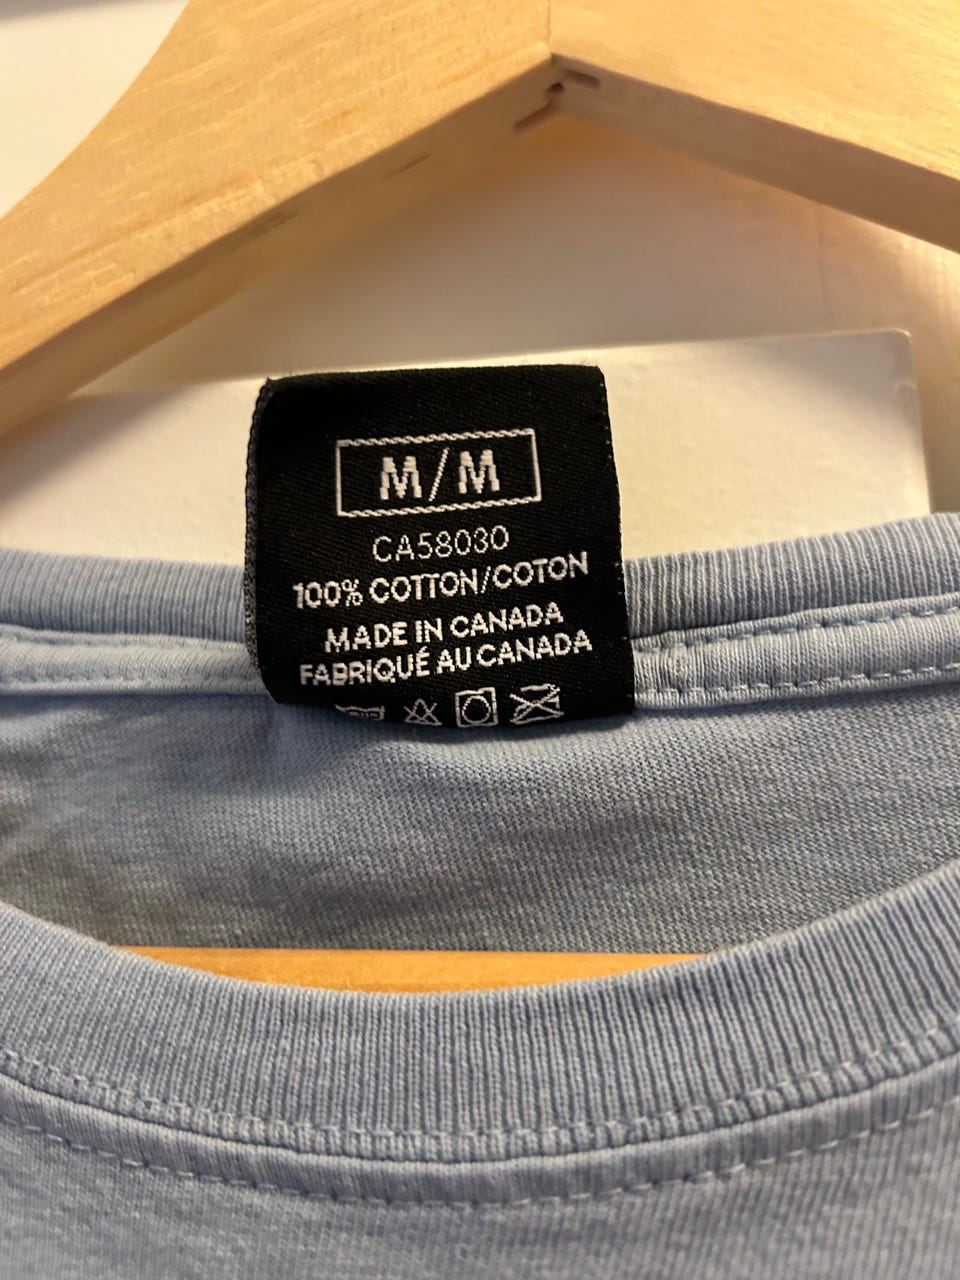 M/M
CA58030
100% COTTON/COTON
MADE IN CANADA
FABRIQUÉ AU CANADA